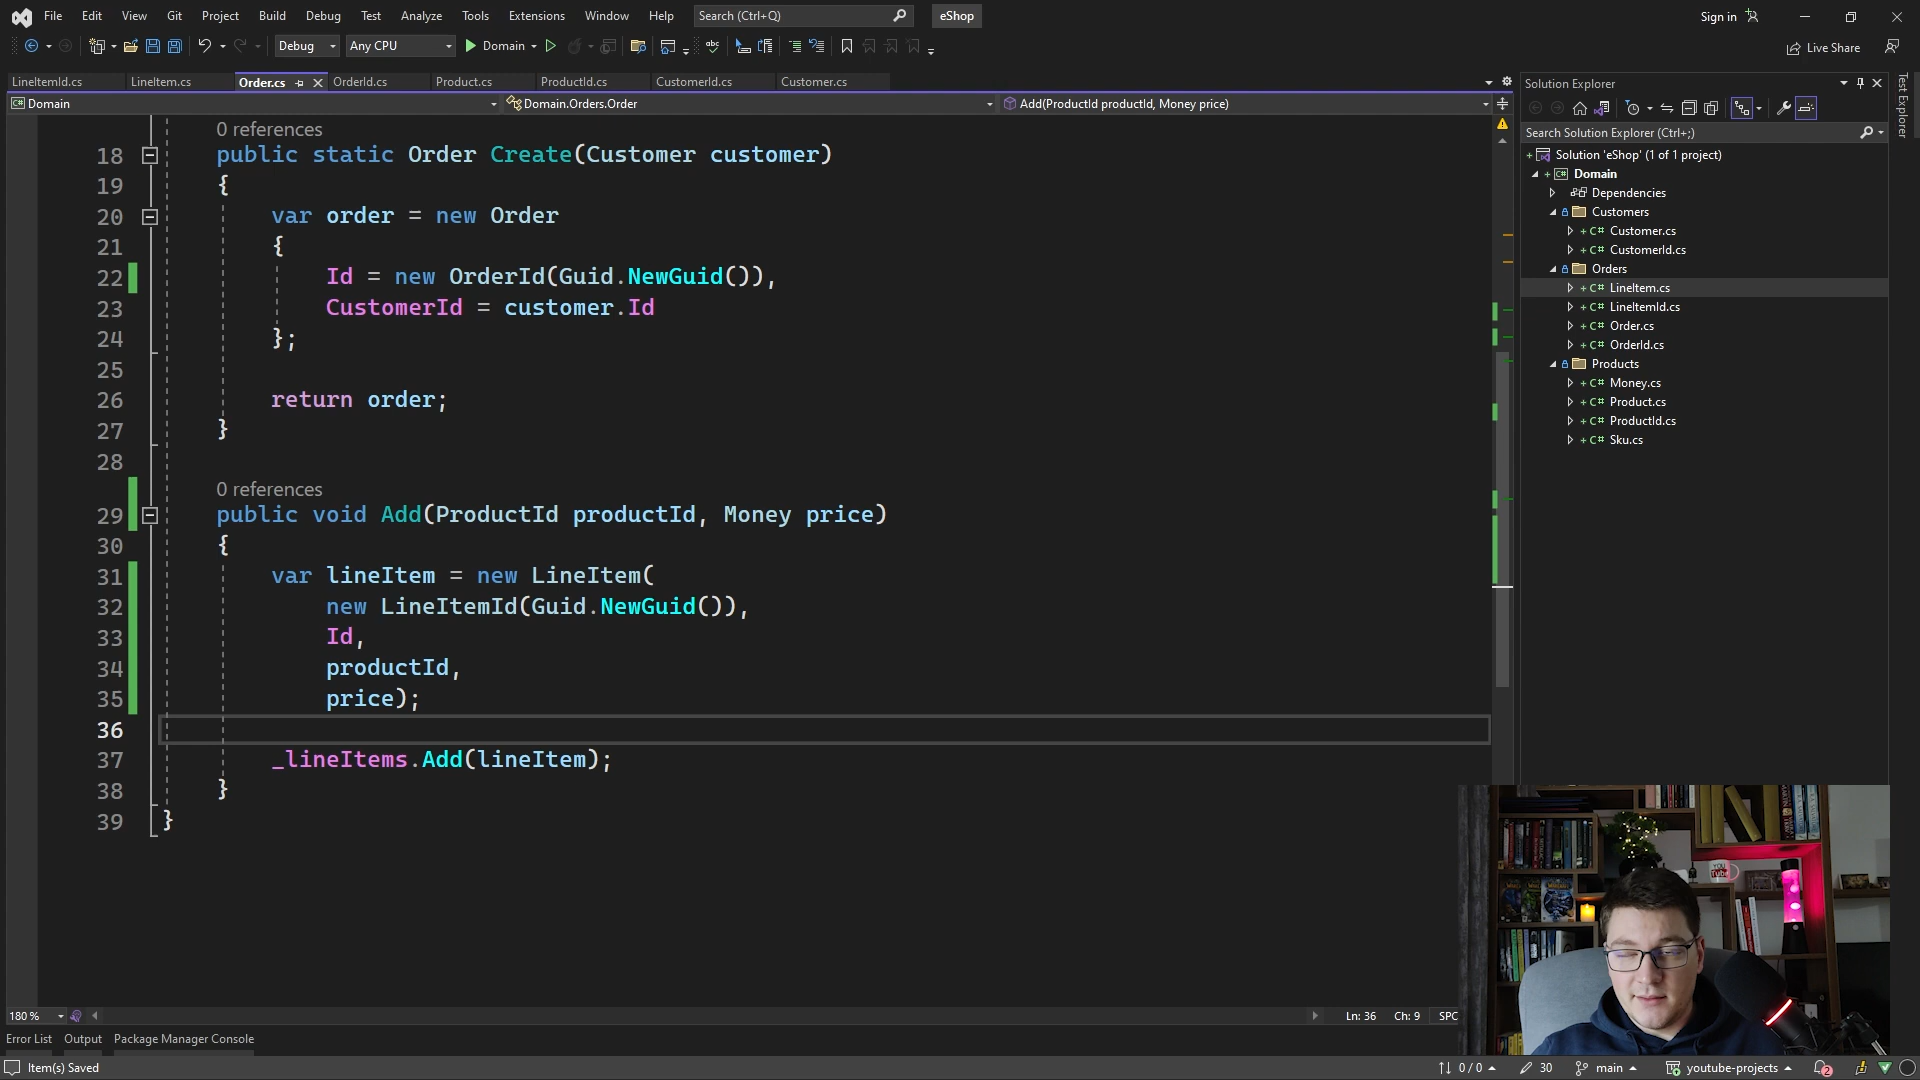 File Edit View Git Project Build Debug Test Analyze Tools Extensions Window Help Search (Ctrl+Q) eShop Sign in
Debug Any CPU Domain Live Share
LineItemId.cs LineItem.cs Order.cs OrderId.cs Product.cs ProductId.cs CustomerId.cs Customer.cs
Domain Domain.Orders.Order Add(ProductId productId, Money price)
0 references
18 public static Order Create(Customer customer)
19 {
20 var order = new Order
21 {
22 Id = new OrderId(Guid.NewGuid()),
23 CustomerId = customer.Id
24 };
25
26 return order;
27 }
28
0 references
29 public void Add(ProductId productId, Money price)
30 {
31 var lineItem = new LineItem(
32 new LineItemId(Guid.NewGuid()),
33 Id,
34 productId,
35 price);
36
37 _lineItems.Add(lineItem);
38 }
39 }
180 % Ln: 36 Ch: 9 SPC
Error List Output Package Manager Console
Item(s) Saved 0 / 0 30 main youtube-projects 2
Solution Explorer
Search Solution Explorer (Ctrl+;)
Solution 'eShop' (1 of 1 project)
C# Domain
Dependencies
Customers
C# Customer.cs
C# CustomerId.cs
Orders
C# LineItem.cs
C# LineItemId.cs
C# Order.cs
C# OrderId.cs
Products
C# Money.cs
C# Product.cs
C# ProductId.cs
C# Sku.cs
Test Explorer
YOU
Tube